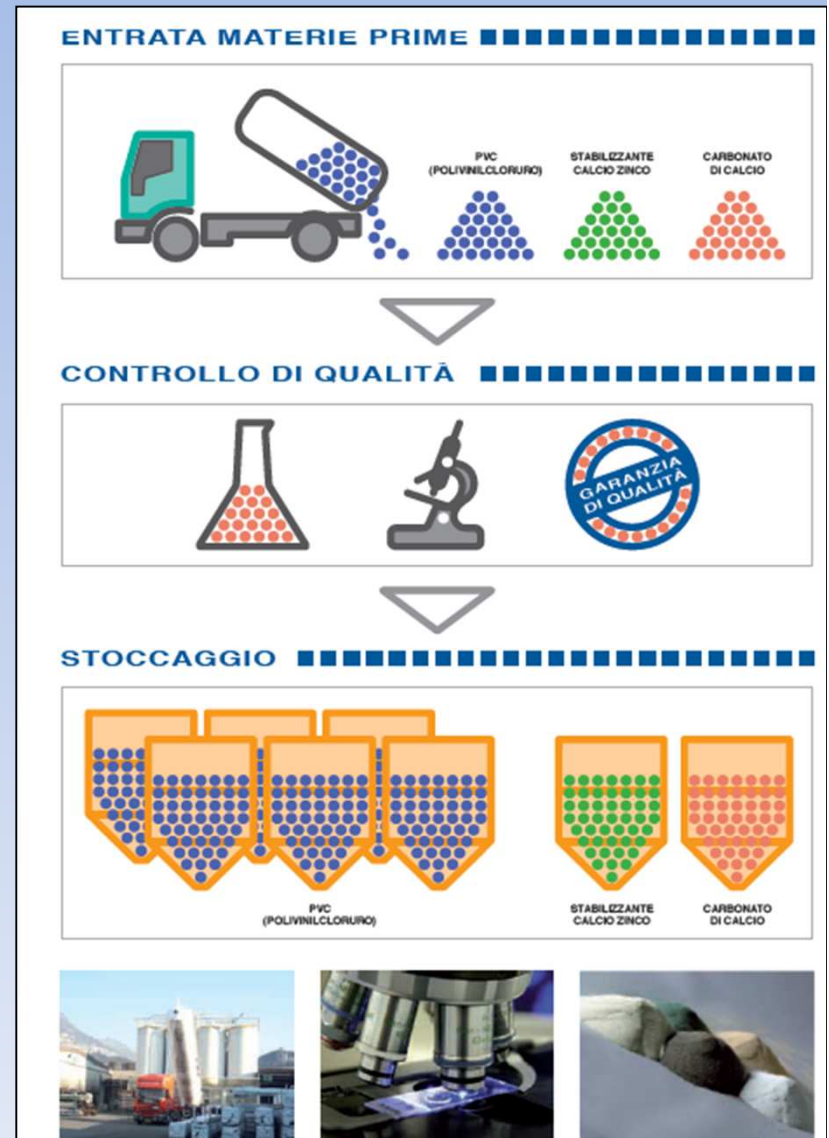 ENTRATA MATERIE PRIME
PVC
(POLIVINILCLORURO)
STABILIZZANTE
CALCIO ZINCO
CARBONATO
DI CALCIO
CONTROLLO DI QUALITÀ
GARANZIA
DI QUALITÀ
STOCCAGGIO
PVC
(POLIVINILCLORURO)
STABILIZZANTE
CALCIO ZINCO
CARBONATO
DI CALCIO